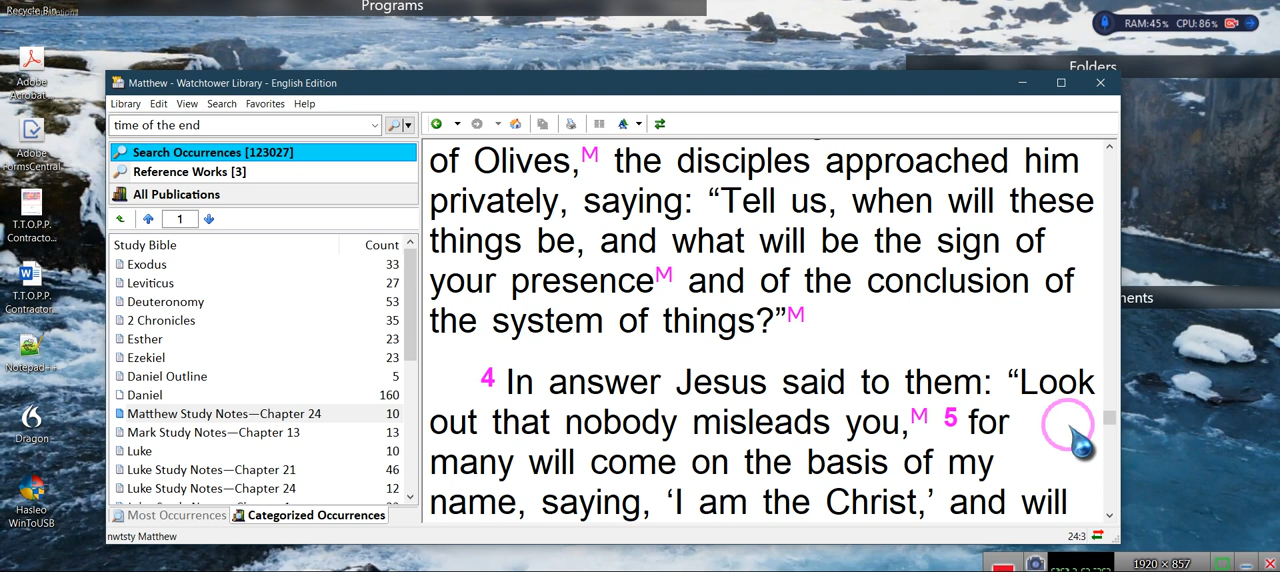 Recycle Bin
Programs
RAM:45% CPU:86%
Folders
Adobe
Acrobat...
Adobe
FormsCentral
T.T.O.P.P.
Contracto...
T.T.O.P.P.
Contractor...
Notepad++
Dragon
Hasleo
WinToUSB
Matthew - Watchtower Library - English Edition
Library Edit View Search Favorites Help
time of the end
Search Occurrences [123027]
Reference Works [3]
All Publications
1
Study Bible Count
Exodus 33
Leviticus 27
Deuteronomy 53
2 Chronicles 35
Esther 23
Ezekiel 23
Daniel Outline 5
Daniel 160
Matthew Study Notes—Chapter 24 10
Mark Study Notes—Chapter 13 13
Luke 10
Luke Study Notes—Chapter 21 46
Luke Study Notes—Chapter 24 12
Most Occurrences Categorized Occurrences
nwtsty Matthew
24:3
of Olives,M the disciples approached him
privately, saying: “Tell us, when will these
things be, and what will be the sign of
your presenceM and of the conclusion of
the system of things?”M
4 In answer Jesus said to them: “Look
out that nobody misleads you,M 5 for
many will come on the basis of my
name, saying, ‘I am the Christ,’ and will
ments
1920 × 857